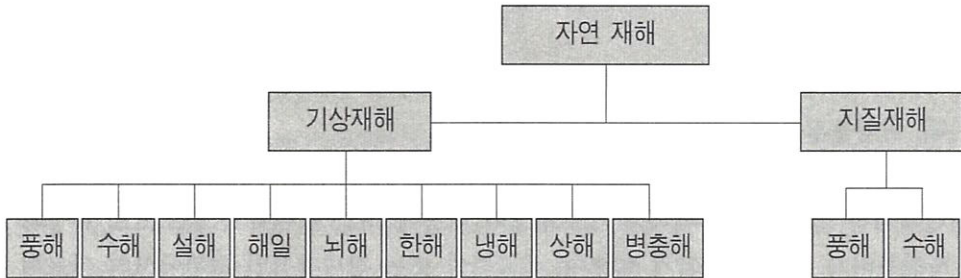 자연 재해
기상재해 지질재해
풍해 수해 설해 해일 뇌해 한해 냉해 상해 병충해 풍해 수해